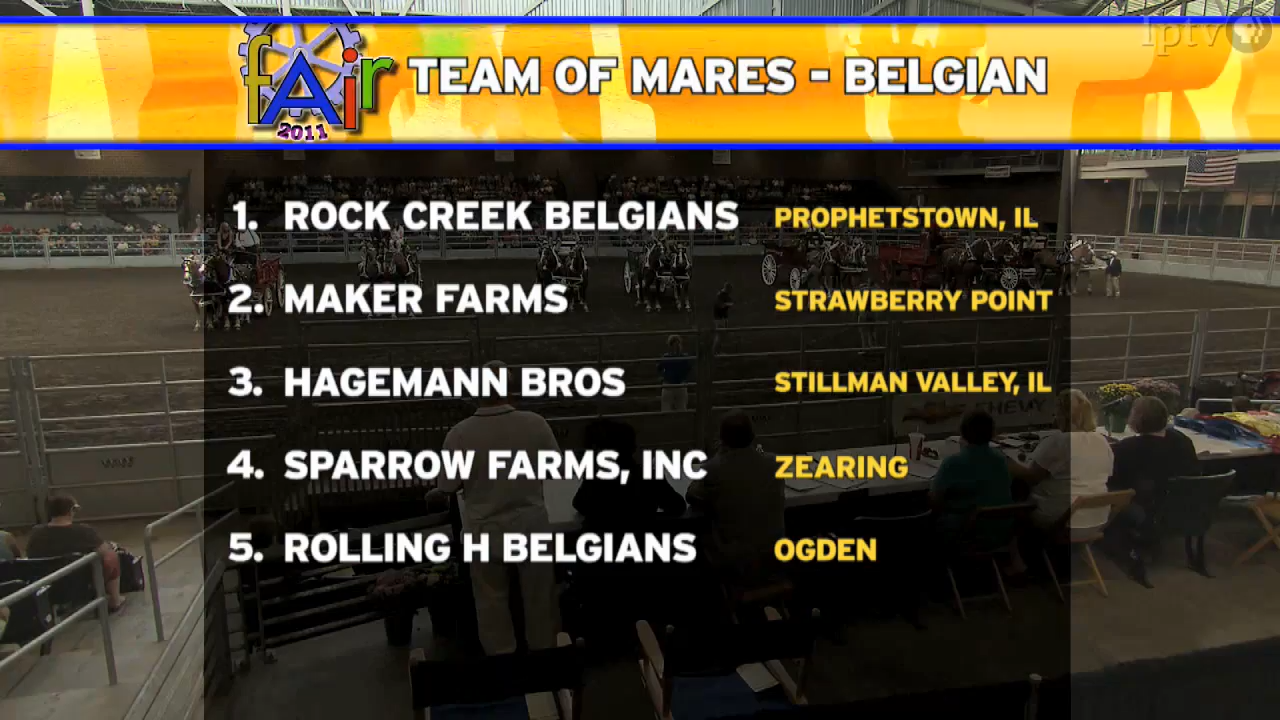 Iptv
fAir
2011
TEAM OF MARES - BELGIAN
1. ROCK CREEK BELGIANS PROPHETSTOWN, IL
2. MAKER FARMS STRAWBERRY POINT
3. HAGEMANN BROS STILLMAN VALLEY, IL
4. SPARROW FARMS, INC ZEARING
5. ROLLING H BELGIANS OGDEN
CHEVY